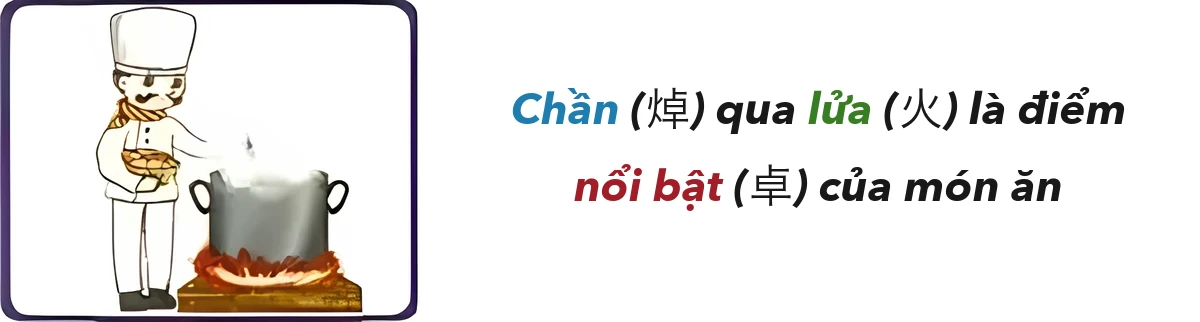 Chần (焯) qua lửa (火) là điểm
nổi bật (卓) của món ăn